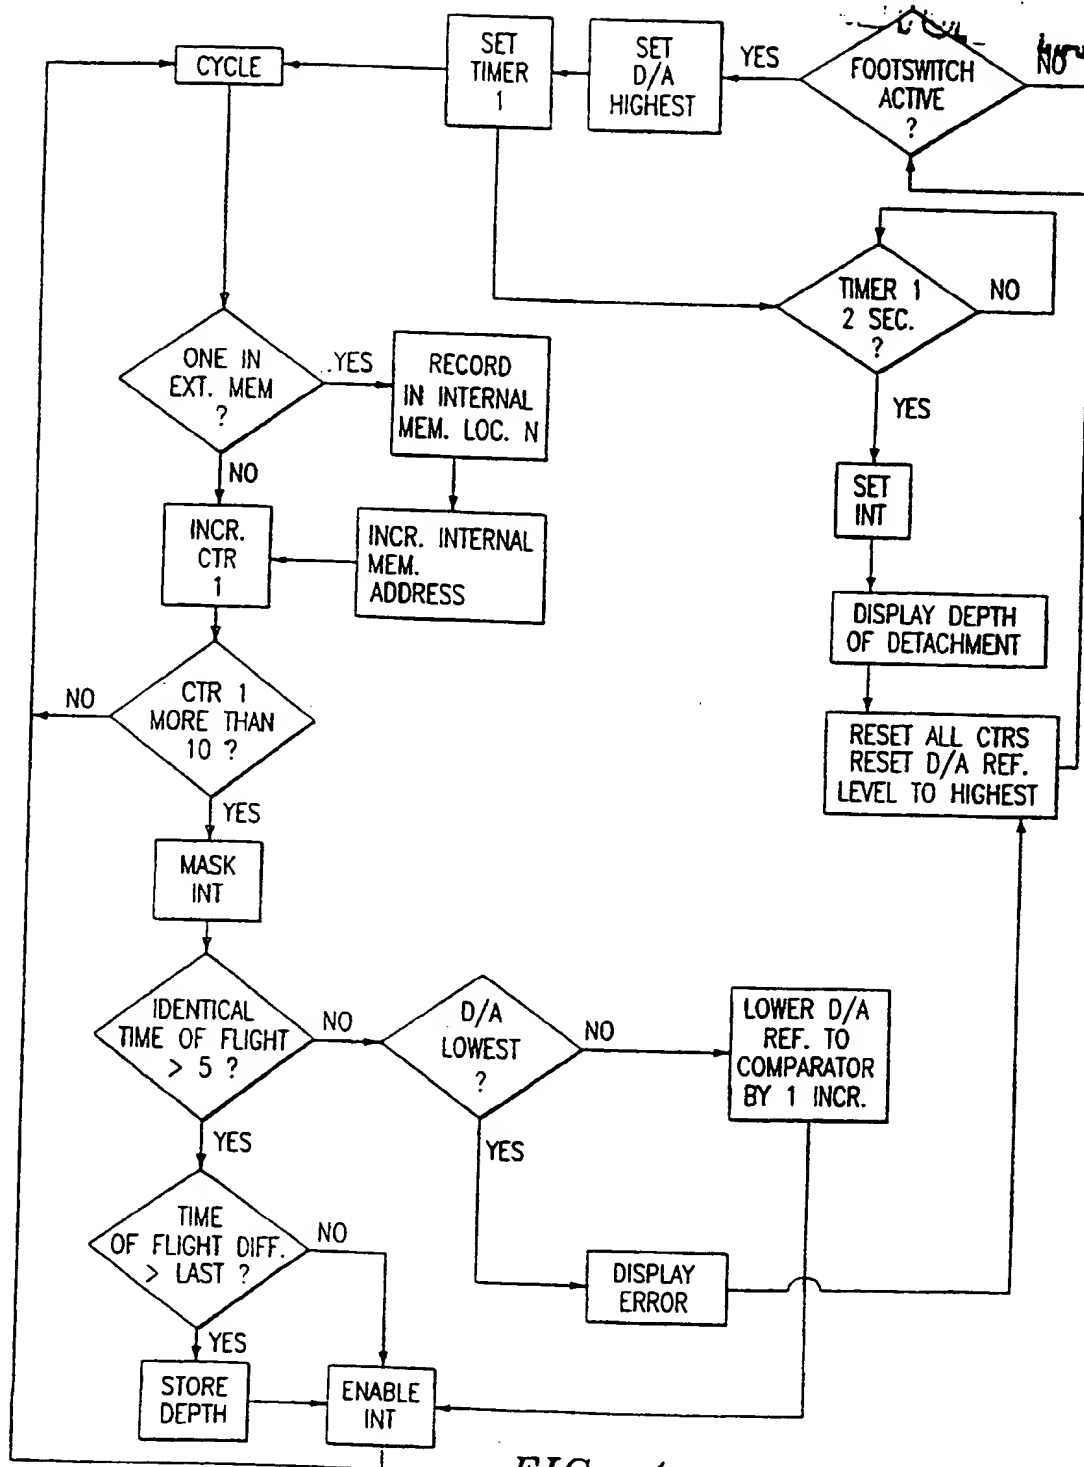 CYCLE
SET
TIMER
1
SET
D/A
HIGHEST
YES
FOOTSWITCH
ACTIVE
?
NO
TIMER 1
2 SEC.
?
NO
YES
ONE IN
EXT. MEM
?
YES
RECORD
IN INTERNAL
MEM. LOC. N
NO
SET
INT
INCR.
CTR
1
INCR. INTERNAL
MEM.
ADDRESS
DISPLAY DEPTH
OF DETACHMENT
CTR 1
MORE THAN
10 ?
NO
YES
RESET ALL CTRS
RESET D/A REF.
LEVEL TO HIGHEST
MASK
INT
IDENTICAL
TIME OF FLIGHT
> 5 ?
NO
D/A
LOWEST
?
NO
LOWER D/A
REF. TO
COMPARATOR
BY 1 INCR.
YES
YES
TIME
OF FLIGHT DIFF.
> LAST ?
NO
DISPLAY
ERROR
YES
STORE
DEPTH
ENABLE
INT